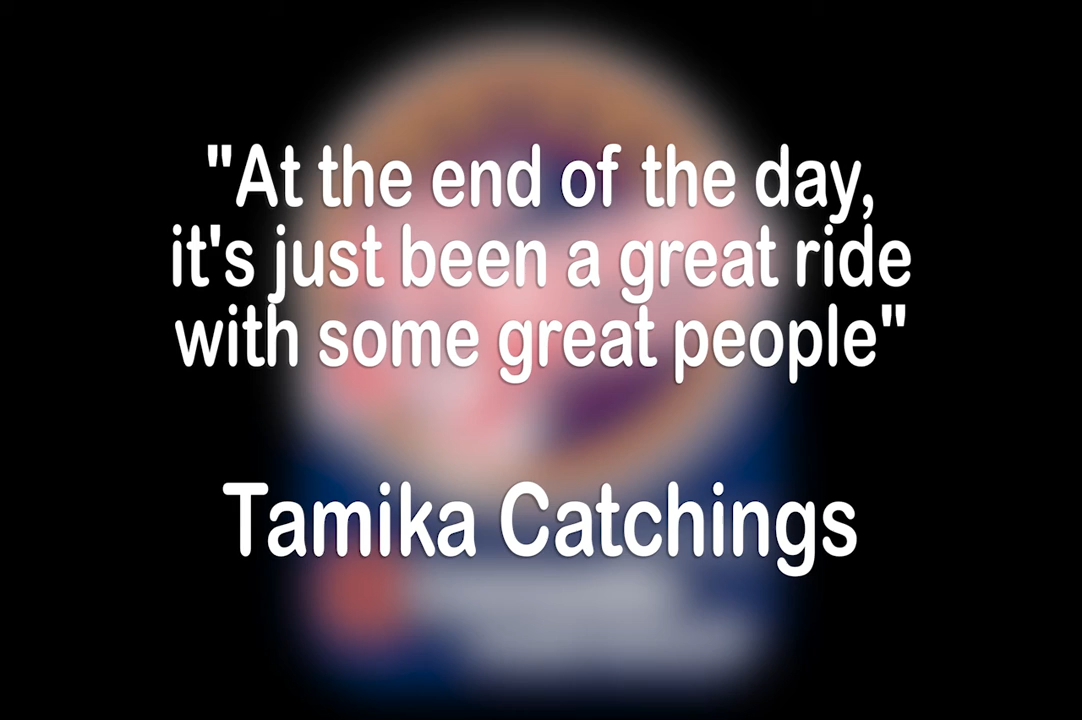 "At the end of the day,
it's just been a great ride
with some great people"
Tamika Catchings